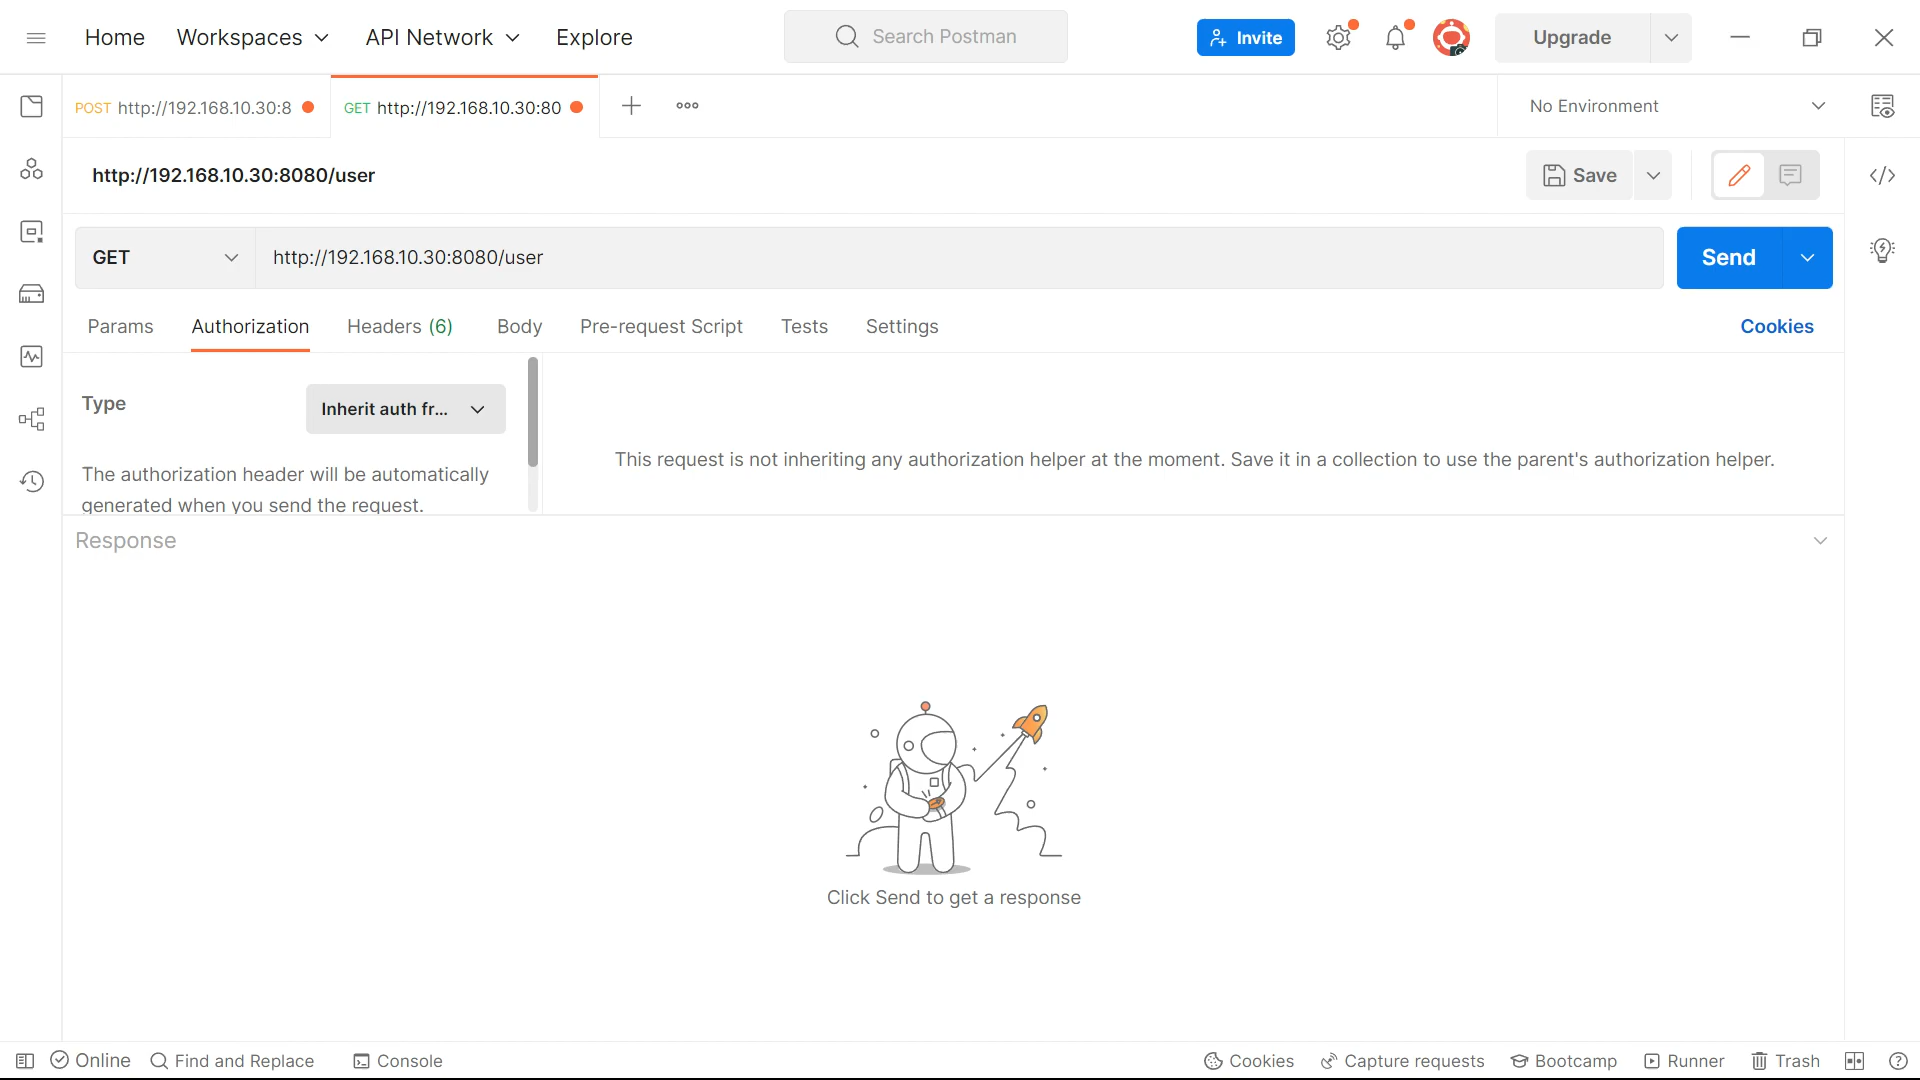 Home
Workspaces
API Network
Explore
Search Postman
Invite
Upgrade
POST http://192.168.10.30:8
GET http://192.168.10.30:80
No Environment
http://192.168.10.30:8080/user
Save
GET
http://192.168.10.30:8080/user
Send
Params
Authorization
Headers (6)
Body
Pre-request Script
Tests
Settings
Cookies
Type
Inherit auth fr...
The authorization header will be automatically
generated when you send the request.
This request is not inheriting any authorization helper at the moment. Save it in a collection to use the parent's authorization helper.
Response
Click Send to get a response
Online
Find and Replace
Console
Cookies
Capture requests
Bootcamp
Runner
Trash